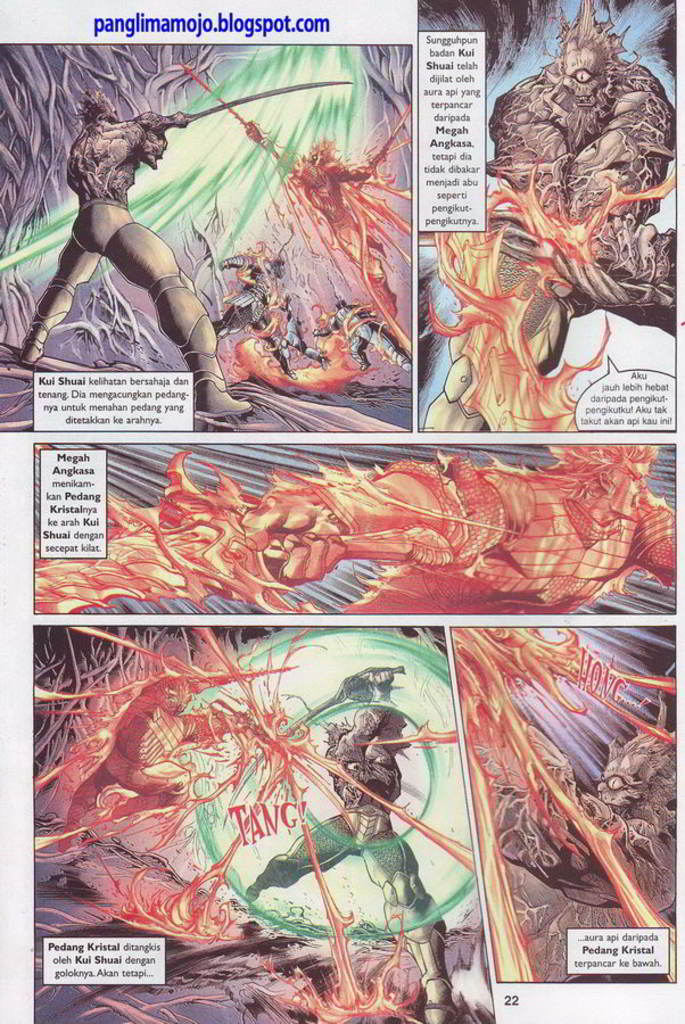 panglimamojo.blogspot.com
Kui Shuai kelihatan bersahaja dan
tenang. Dia mengacungkan pedang-
nya untuk menahan pedang yang
ditetakkan ke arahnya.
Sungguhpun
badan Kui
Shuai telah
dijilat oleh
aura api yang
terpancar
daripada
Megah
Angkasa,
tetapi dia
tidak dibakar
menjadi abu
seperti
pengikut-
pengikutnya.
Aku
jauh lebih hebat
daripada pengikut-
pengikutku! Aku tak
takut akan api kau ini!
Megah
Angkasa
menikam-
kan Pedang
Kristalnya
ke arah Kui
Shuai dengan
secepat kilat.
TANG!
Pedang Kristal ditangkis
oleh Kui Shuai dengan
goloknya. Akan tetapi...
HONG
...aura api daripada
Pedang Kristal
terpancar ke bawah.
22